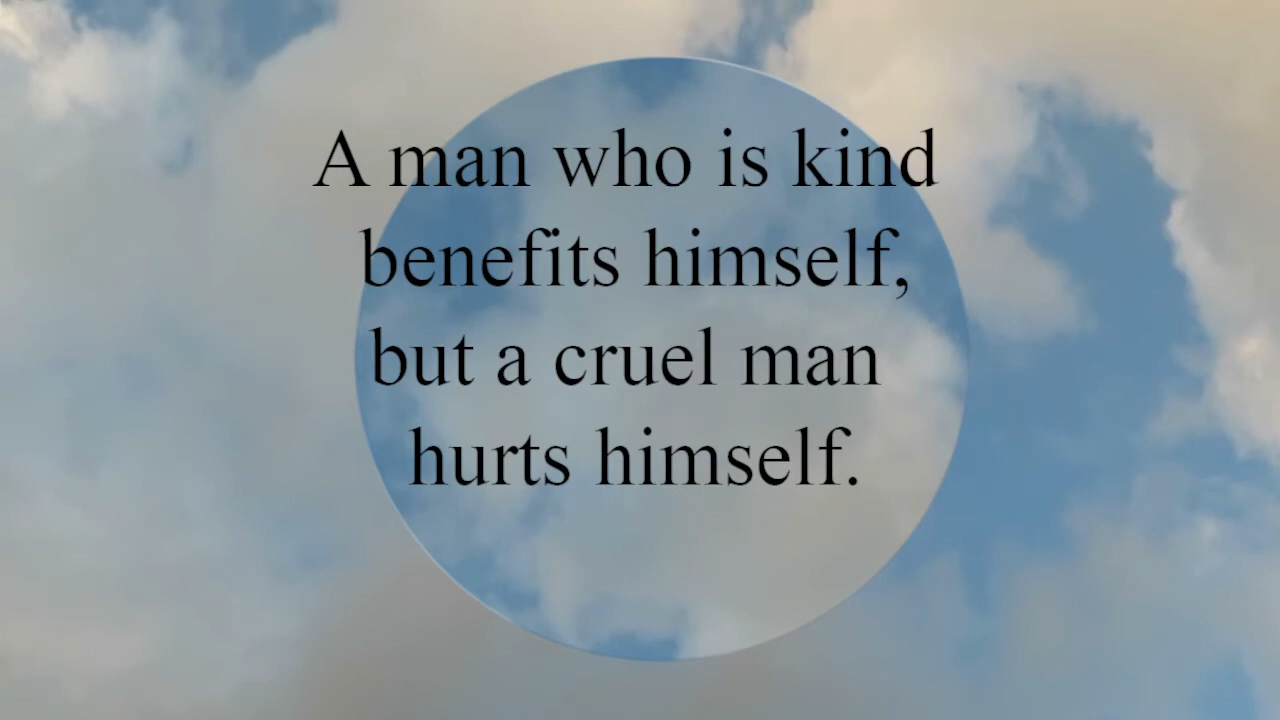 A man who is kind
benefits himself,
but a cruel man
hurts himself.